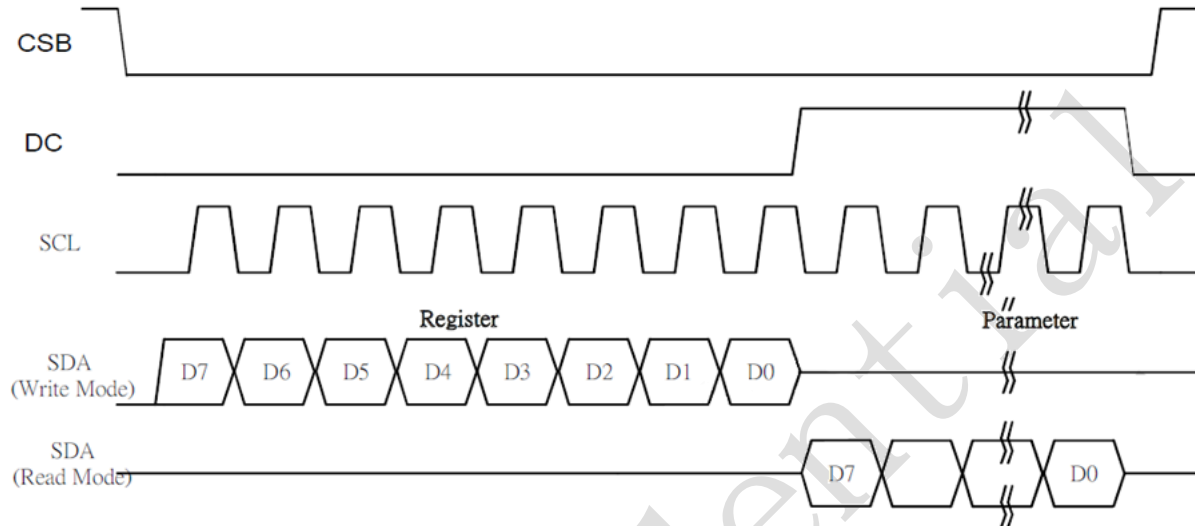 CSB
DC
SCL
Register
Parameter
SDA
(Write Mode)
D7 D6 D5 D4 D3 D2 D1 D0
SDA
(Read Mode)
D7 D0
dential